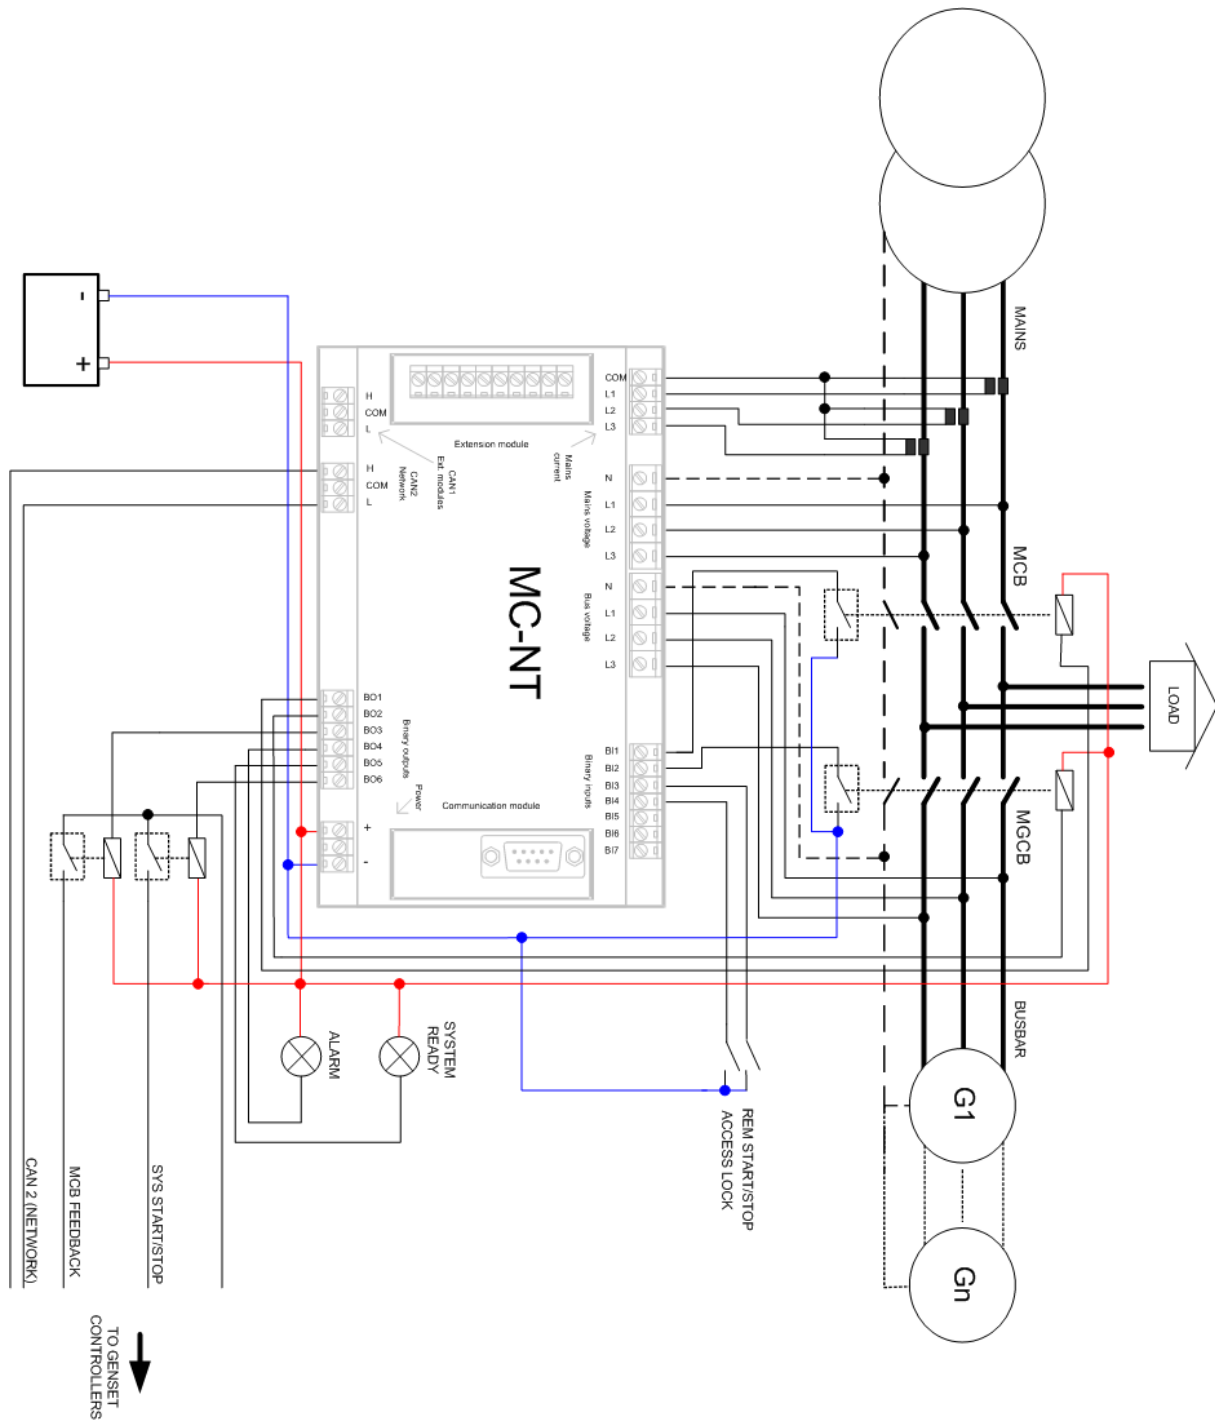 MAINS
-
+
H
COM
L
Extension module
COM
L1
L2
L3
Mains
current
CAN1
Ext. modules
H
COM
L
CAN2
Network
N
L1
L2
L3
Mains voltage
MCB
MC-NT
N
L1
L2
L3
Bus voltage
LOAD
BO1
BO2
BO3
BO4
BO5
BO6
Binary outputs
BI1
BI2
BI3
BI4
BI5
BI6
BI7
Binary inputs
MGCB
Power
Communication module
+
-
BUSBAR
ALARM
SYSTEM
READY
REM START/STOP
ACCESS LOCK
G1
Gn
CAN 2 (NETWORK)
MCB FEEDBACK
SYS START/STOP
TO GENSET
CONTROLLERS